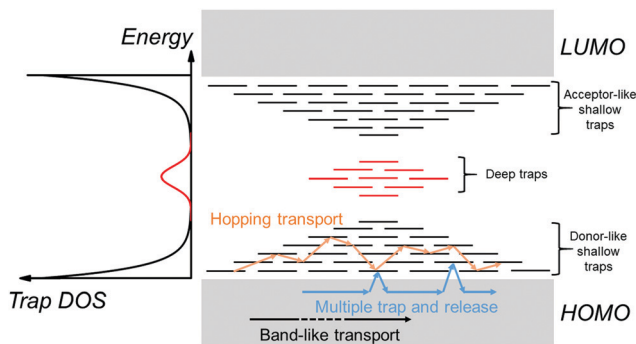 Energy
LUMO
Acceptor-like
shallow
traps
Deep traps
Hopping transport
Donor-like
shallow
traps
Trap DOS
Multiple trap and release
HOMO
Band-like transport